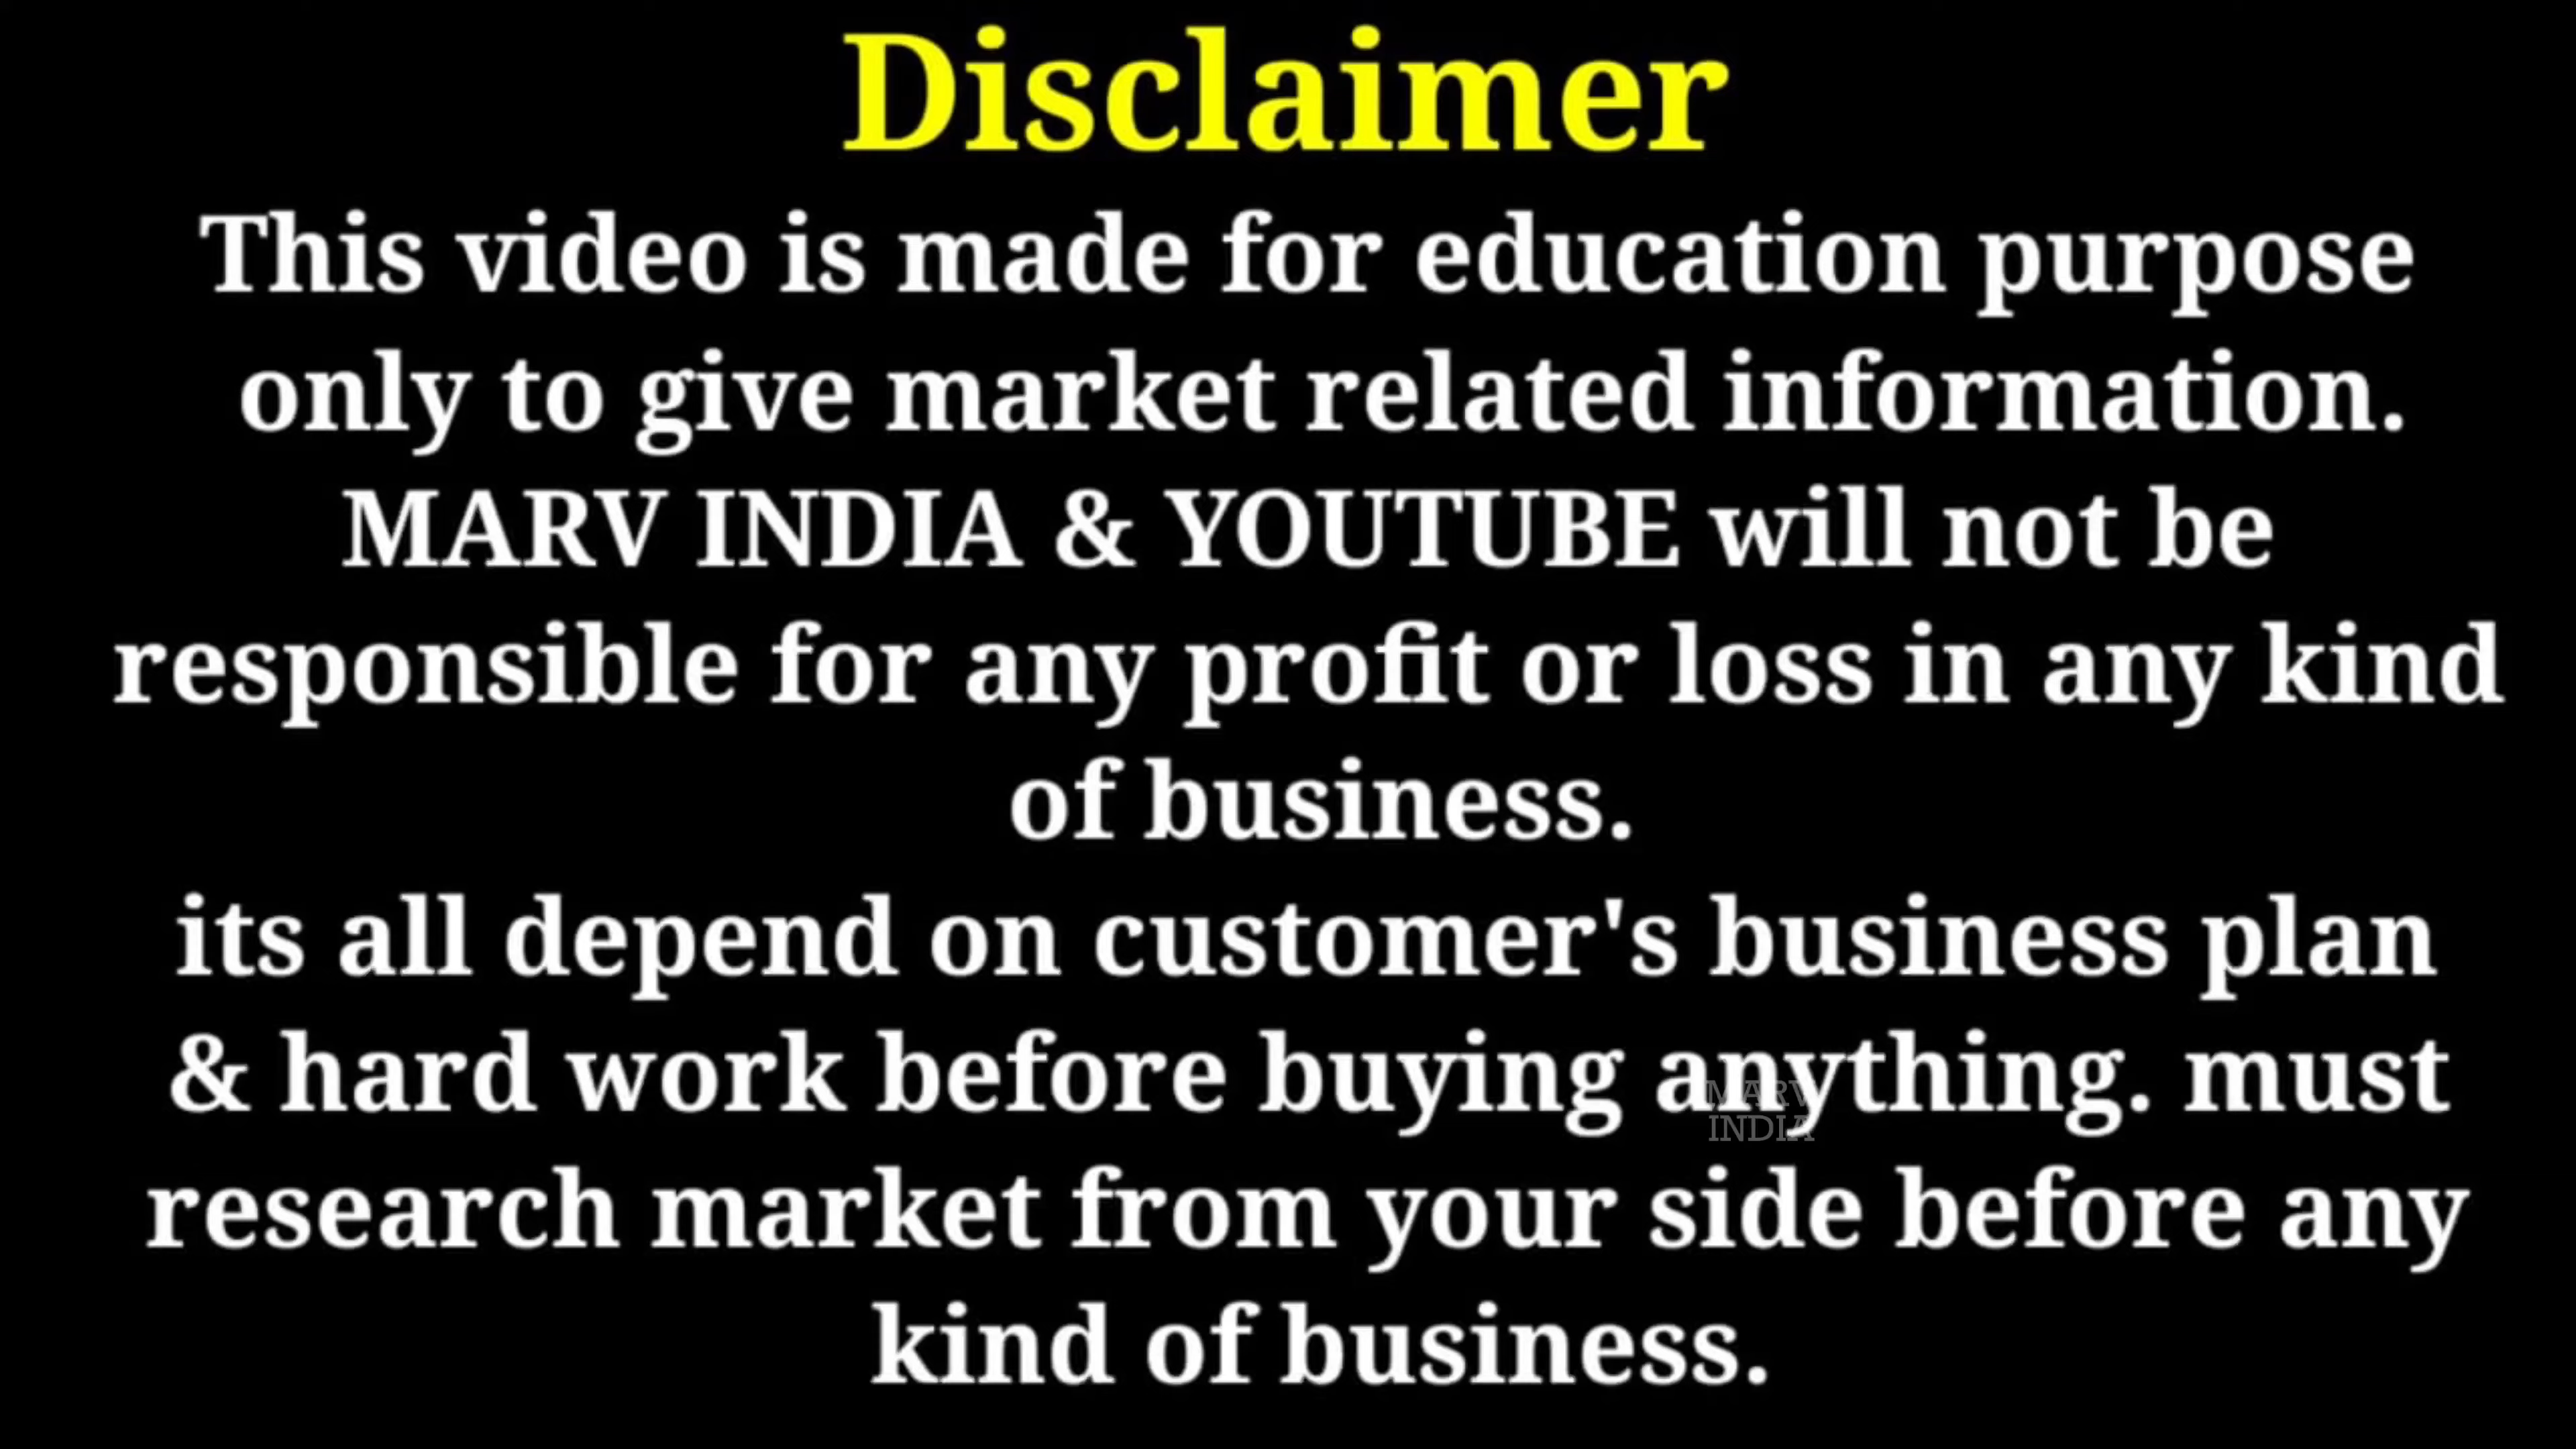 Disclaimer
This video is made for education purpose
only to give market related information.
MARV INDIA & YOUTUBE will not be
responsible for any profit or loss in any kind
of business.
its all depend on customer's business plan
& hard work before buying anything. must
MARV
INDIA
research market from your side before any
kind of business.